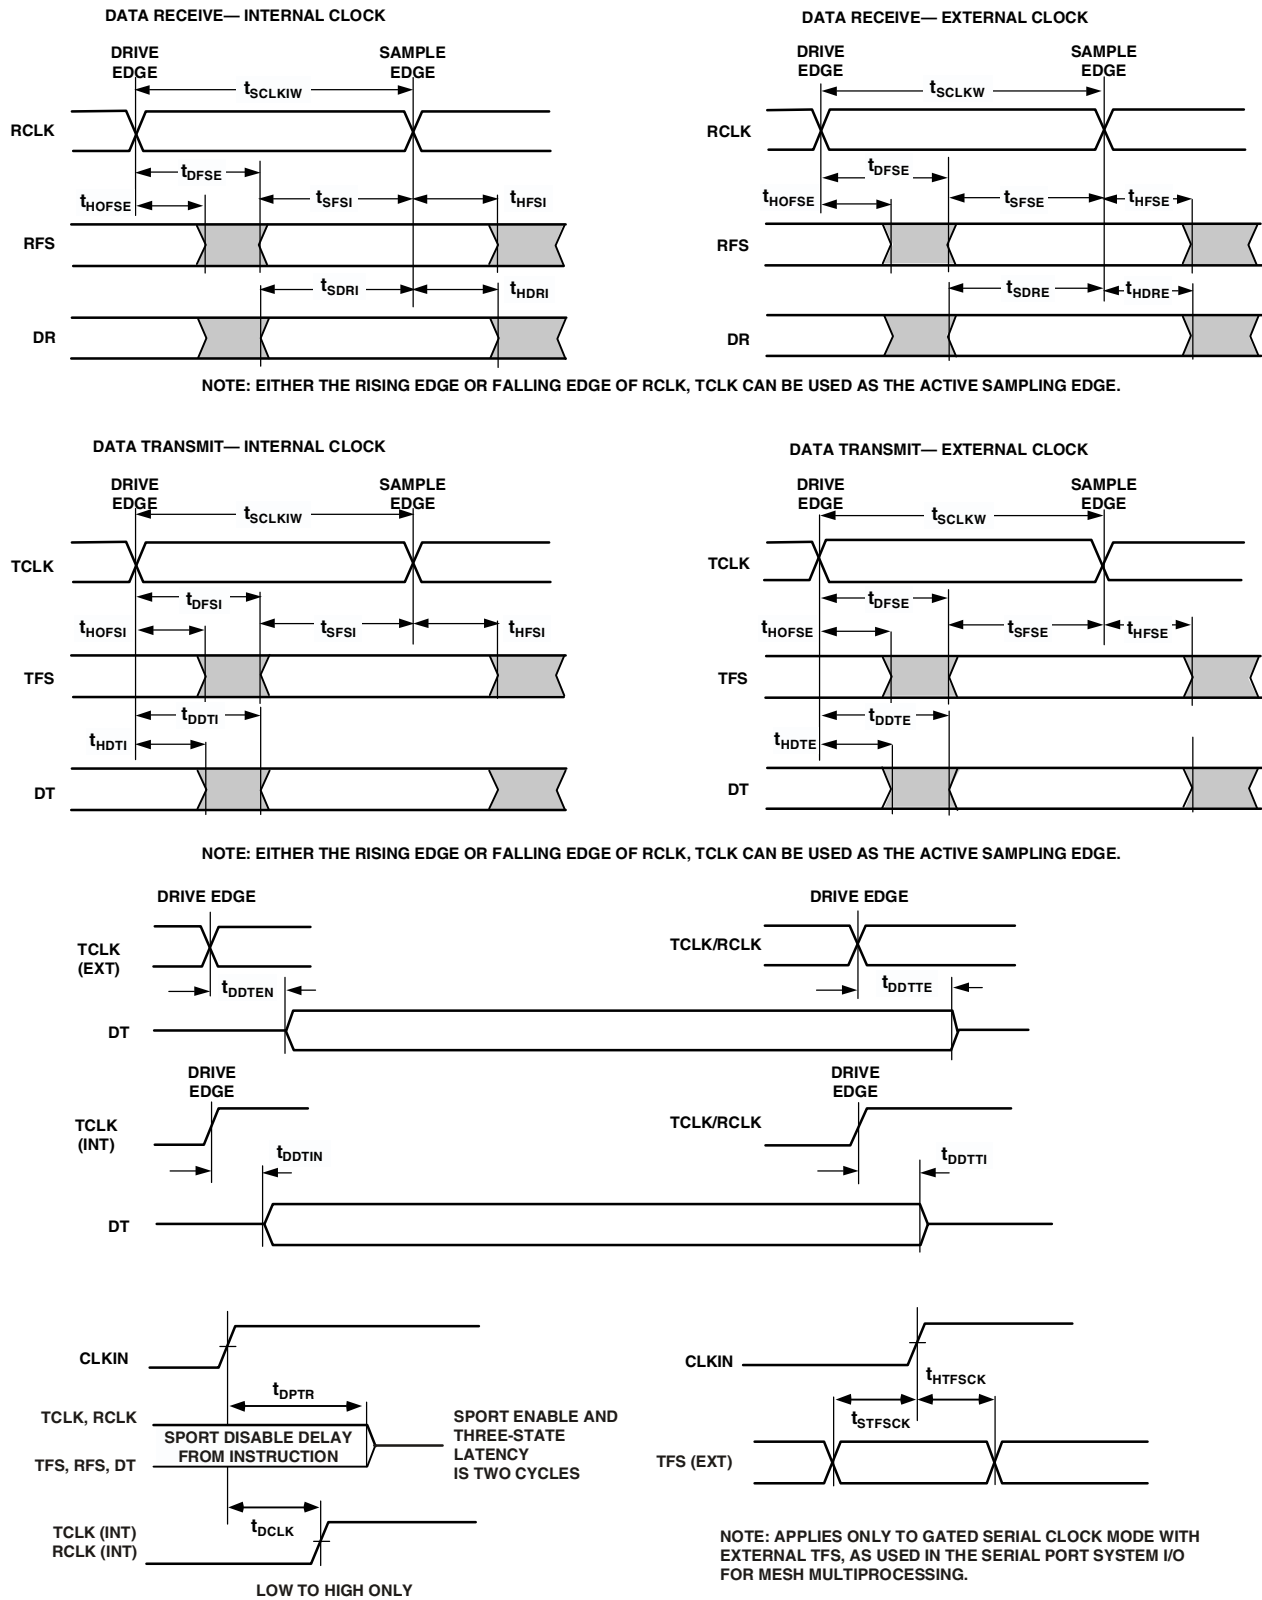 DATA RECEIVE— INTERNAL CLOCK
DRIVE EDGE
SAMPLE EDGE
tSCLKIW
RCLK
tDFSE
tHOFSE
tSFSI
tHFSI
RFS
tSDRI
tHDRI
DR
DATA RECEIVE— EXTERNAL CLOCK
DRIVE EDGE
SAMPLE EDGE
tSCLKW
RCLK
tDFSE
tHOFSE
tSFSE
tHFSE
RFS
tSDRE
tHDRE
DR
NOTE: EITHER THE RISING EDGE OR FALLING EDGE OF RCLK, TCLK CAN BE USED AS THE ACTIVE SAMPLING EDGE.
DATA TRANSMIT— INTERNAL CLOCK
DRIVE EDGE
SAMPLE EDGE
tSCLKIW
TCLK
tDFSI
tHOFSI
tSFSI
tHFSI
TFS
tDDTI
tHDTI
DT
DATA TRANSMIT— EXTERNAL CLOCK
DRIVE EDGE
SAMPLE EDGE
tSCLKW
TCLK
tDFSE
tHOFSE
tSFSE
tHFSE
TFS
tDDTE
tHDTE
DT
NOTE: EITHER THE RISING EDGE OR FALLING EDGE OF RCLK, TCLK CAN BE USED AS THE ACTIVE SAMPLING EDGE.
DRIVE EDGE
DRIVE EDGE
TCLK
(EXT)
TCLK/RCLK
tDDTEN
tDDTTE
DT
DRIVE
EDGE
DRIVE
EDGE
TCLK
(INT)
TCLK/RCLK
tDDTIN
tDDTTI
DT
CLKIN
tDPTR
TCLK, RCLK
SPORT DISABLE DELAY
FROM INSTRUCTION
TFS, RFS, DT
SPORT ENABLE AND
THREE-STATE
LATENCY
IS TWO CYCLES
tDCLK
TCLK (INT)
RCLK (INT)
LOW TO HIGH ONLY
CLKIN
tHTFSCK
tSTFSCK
TFS (EXT)
NOTE: APPLIES ONLY TO GATED SERIAL CLOCK MODE WITH
EXTERNAL TFS, AS USED IN THE SERIAL PORT SYSTEM I/O
FOR MESH MULTIPROCESSING.